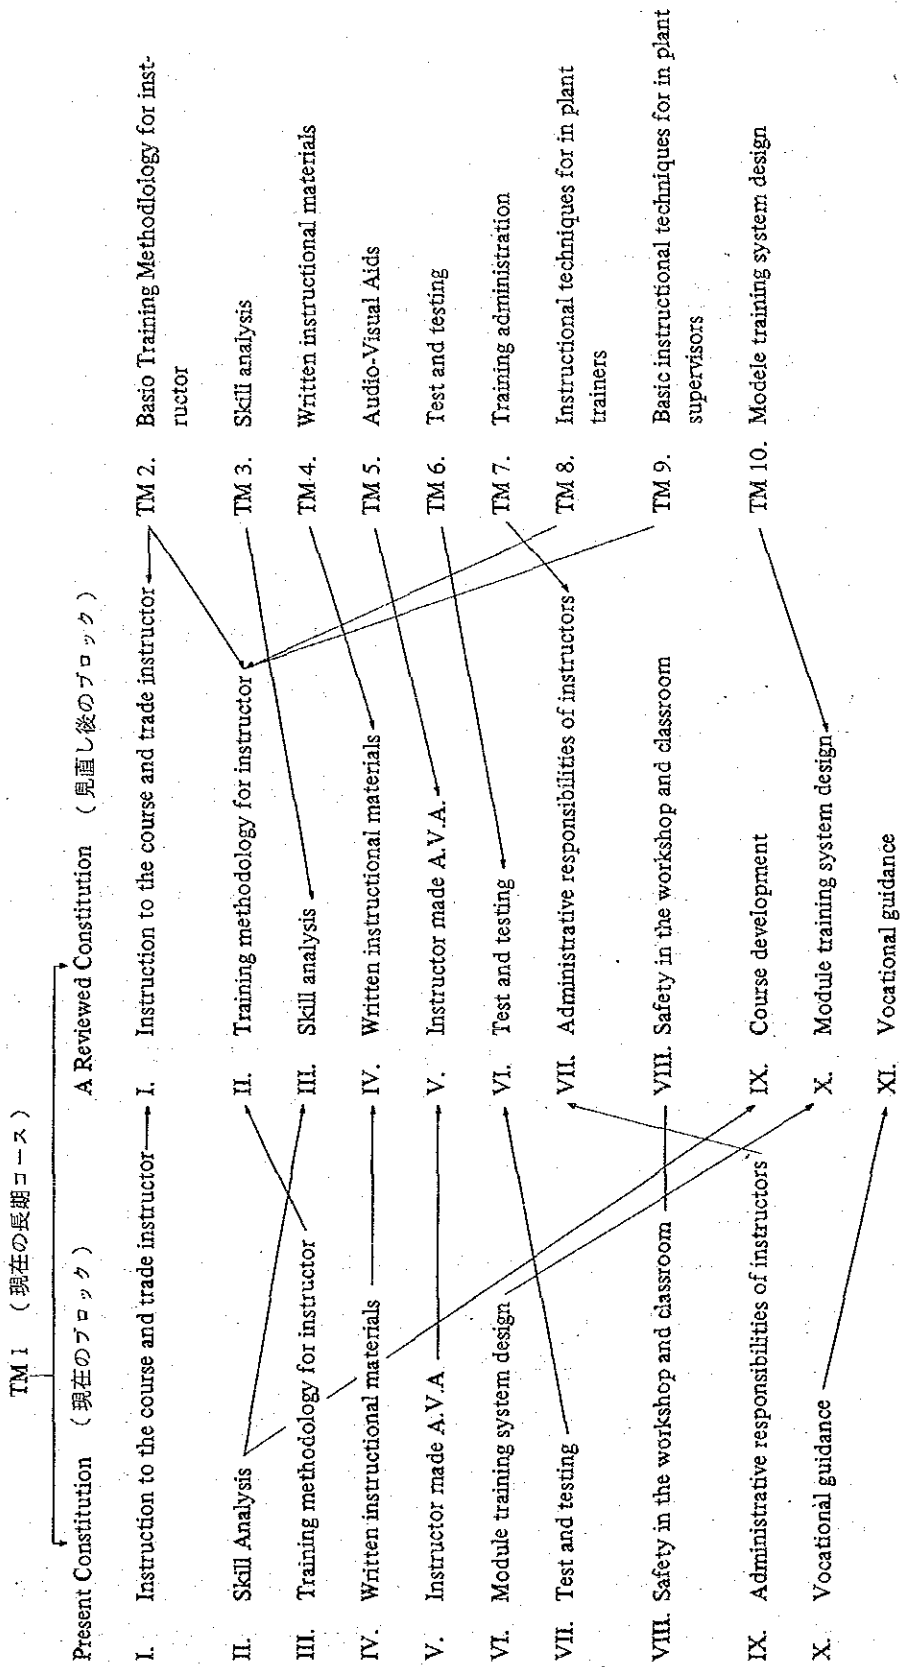 TM 1 （現在の長期コース）
Present Constitution （現在のブロック）
I. Instruction to the course and trade instructor
II. Skill Analysis
III. Training methodology for instructor
IV. Written instructional materials
V. Instructor made A.V.A
VI. Module training system design
VII. Test and testing
VIII. Safety in the workshop and classroom
IX. Administrative responsibilities of instructors
X. Vocational guidance
A Reviewed Constitution （見直し後のブロック）
I. Instruction to the course and trade instructor
II. Training methodology for instructor
III. Skill analysis
IV. Written instructional materials
V. Instructor made A.V.A.
VI. Test and testing
VII. Administrative responsibilities of instructors
VIII. Safety in the workshop and classroom
IX. Course development
X. Module training system design
XI. Vocational guidance
TM 2. Basio Training Methodlology for inst-
ructor
TM 3. Skill analysis
TM 4. Written instructional materials
TM 5. Audio-Visual Aids
TM 6. Test and testing
TM 7. Training administration
TM 8. Instructional techniques for in plant
trainers
TM 9. Basic instructional techniques for in plant
supervisors
TM 10. Modele training system design